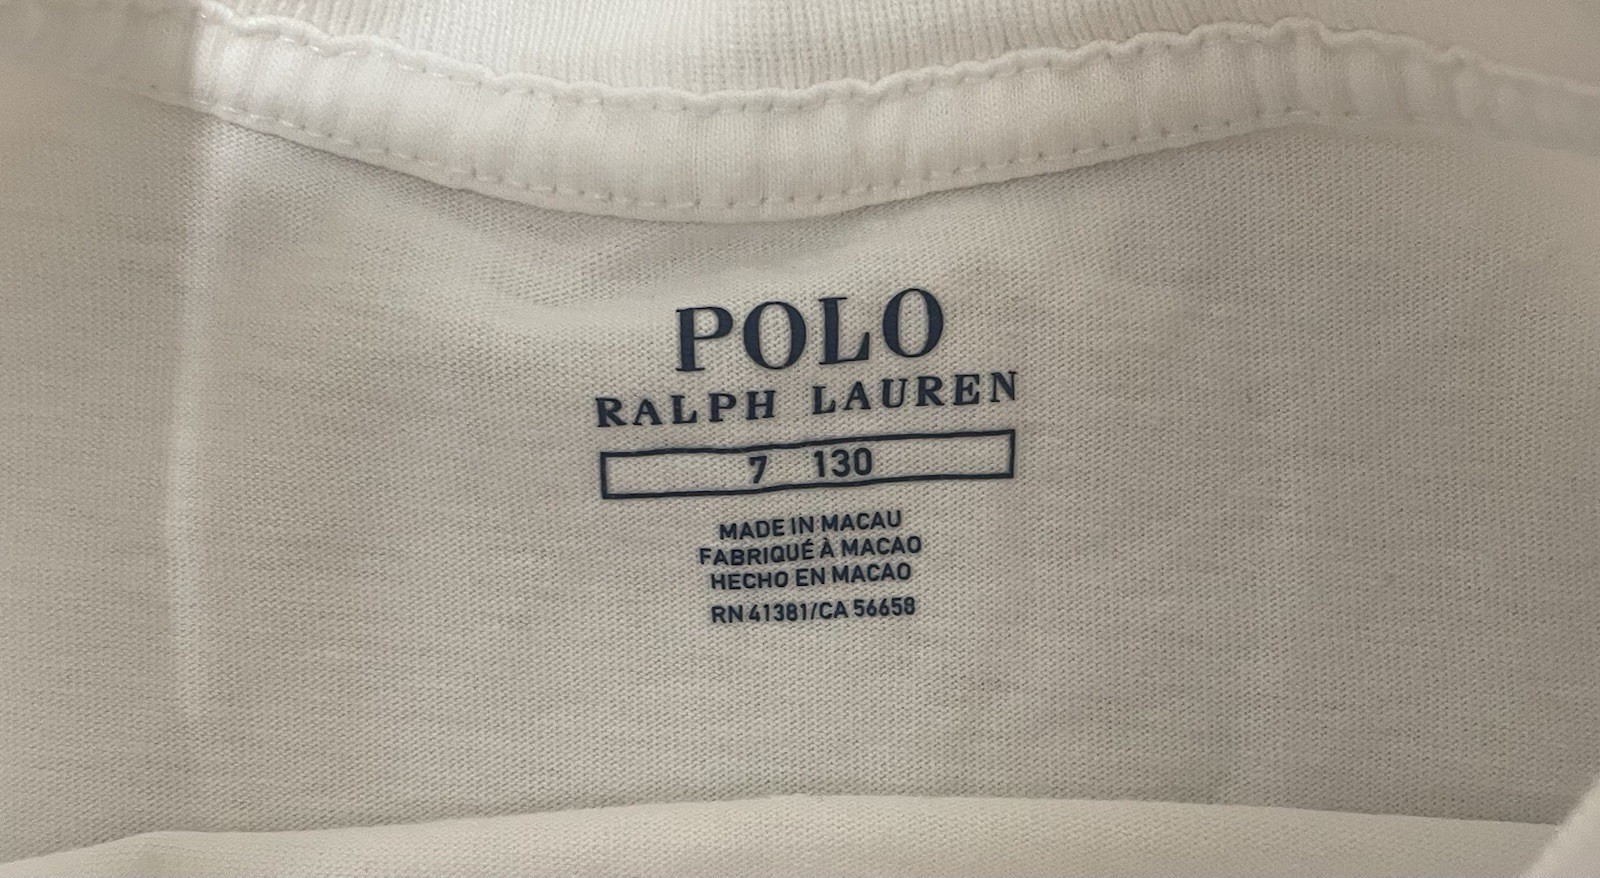 POLO
RALPH LAUREN
7 130
MADE IN MACAU
FABRIQUÉ À MACAO
HECHO EN MACAO
RN 41381/CA 56658